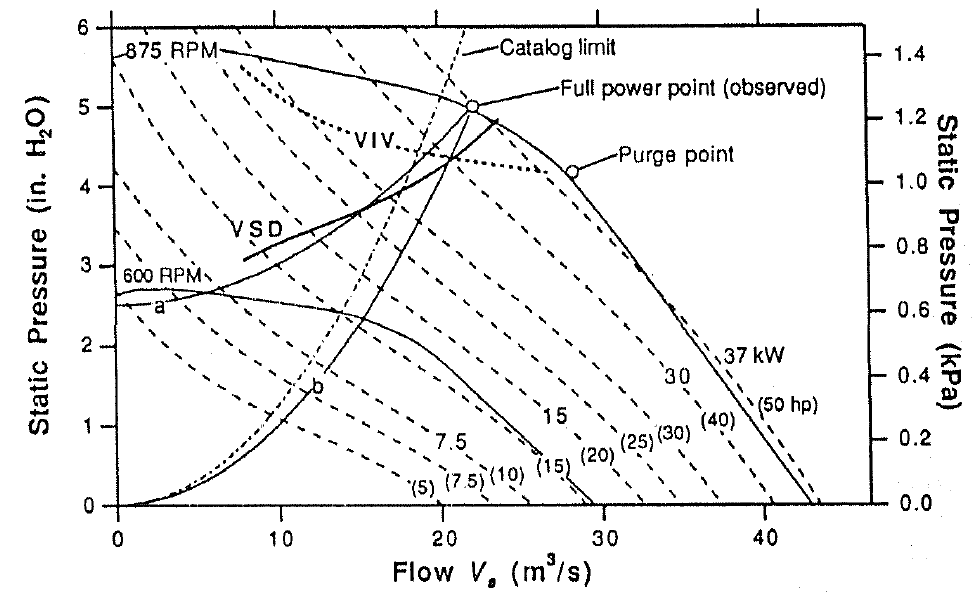 6
5
4
3
2
1
0
Static Pressure (in. H₂O)
875 RPM
Catalog limit
Full power point (observed)
VIV
Purge point
VSD
600 RPM
a
b
37 kW
30
15
7.5
(50 hp)
(40)
(30)
(25)
(20)
(15)
(10)
(7.5)
(5)
1.4
1.2
1.0
0.8
0.6
0.4
0.2
0.0
Static Pressure (kPa)
0 10 20 30 40
Flow Vₛ (m³/s)